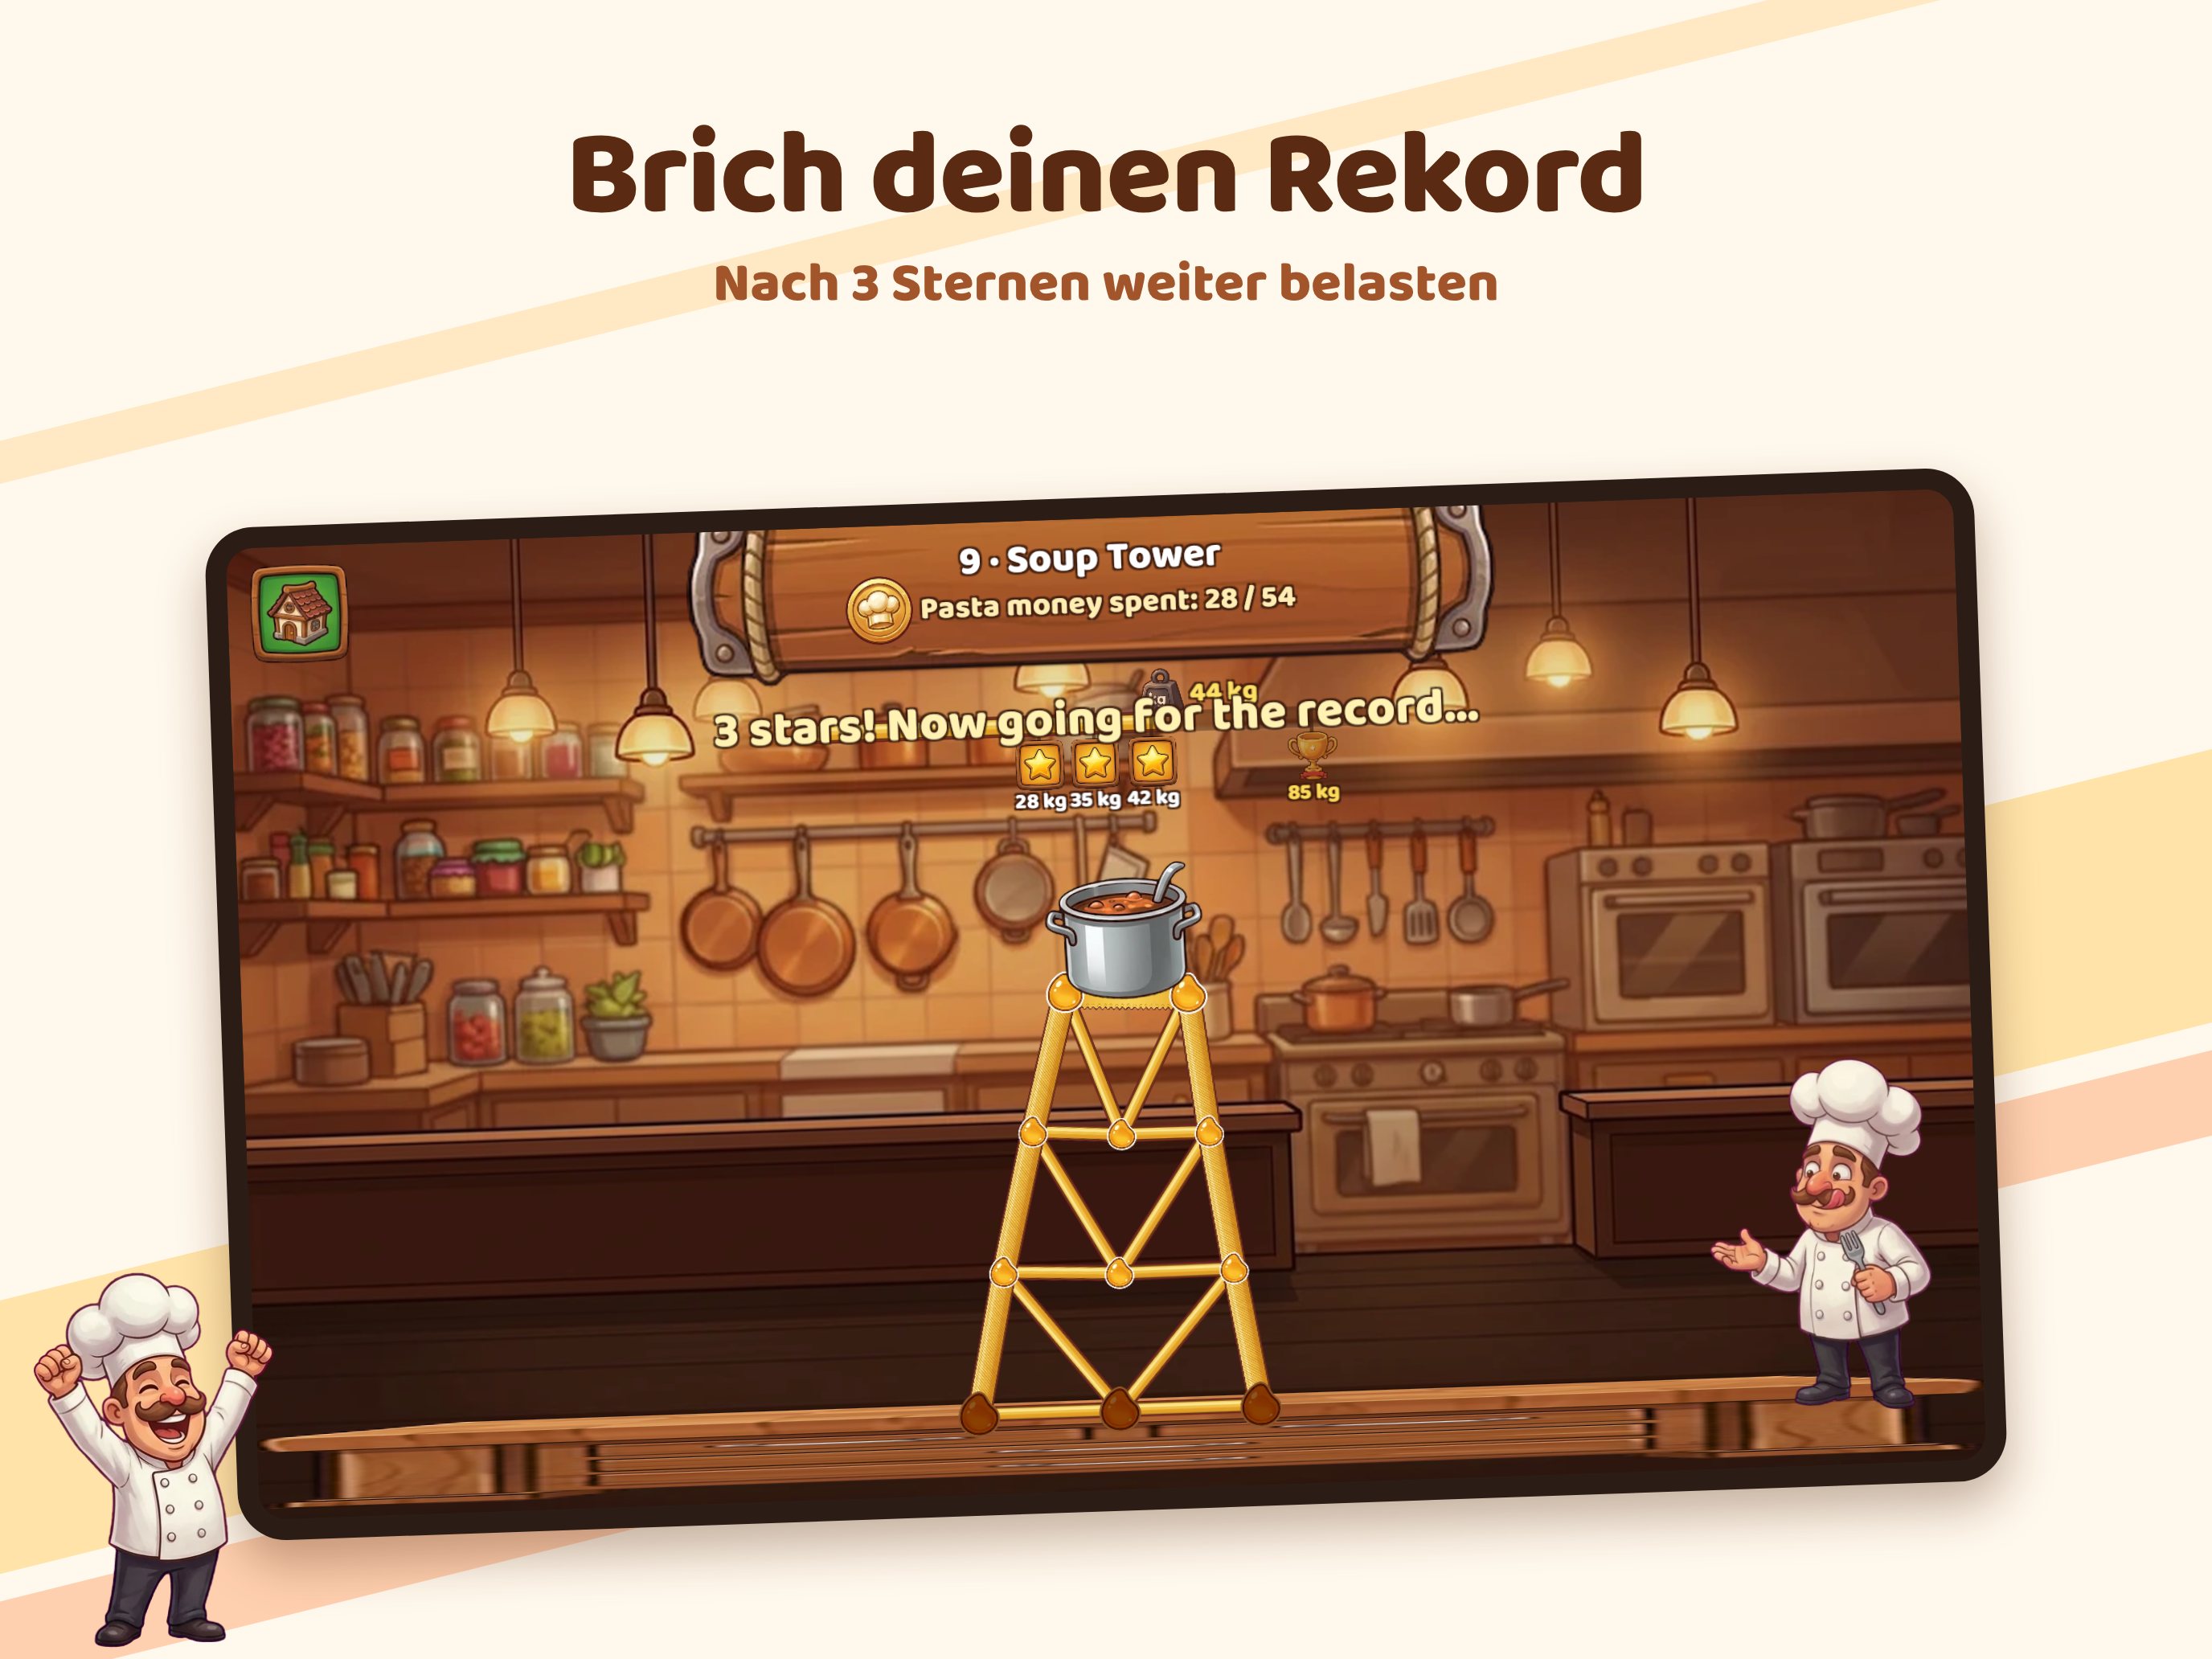 Brich deinen Rekord
Nach 3 Sternen weiter belasten
9 · Soup Tower
Pasta money spent: 28 / 54
44 kg
3 stars! Now going for the record...
28 kg 35 kg 42 kg
85 kg